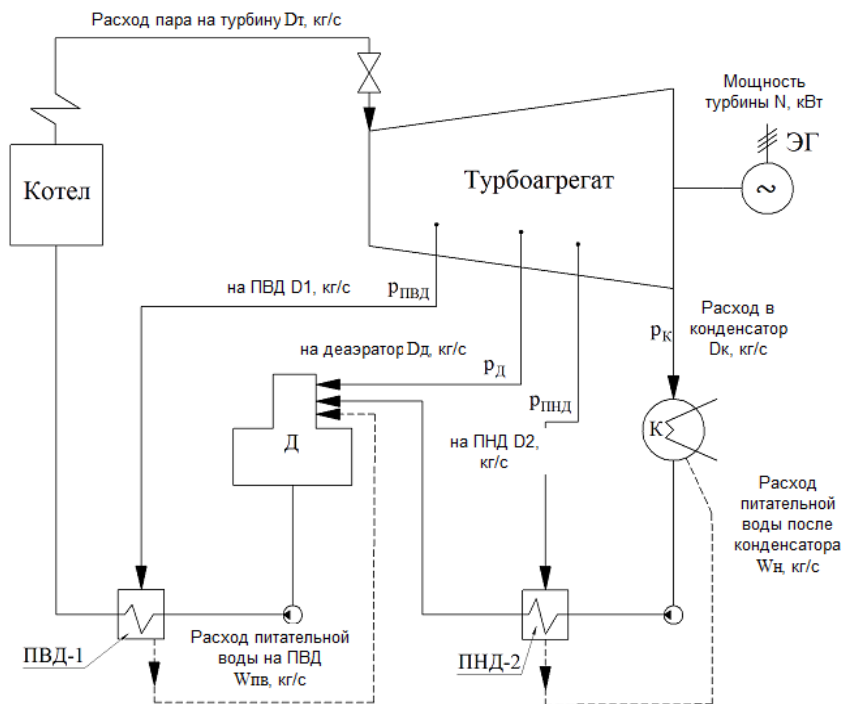 Расход пара на турбину Dт, кг/с
Мощность
турбины N, кВт
ЭГ
~
Котел
Турбоагрегат
на ПВД D1, кг/с
pПВД
Расход в
конденсатор
Dк, кг/с
pК
на деаэратор Dд, кг/с
pД
pПНД
К
Д
на ПНД D2,
кг/с
Расход
питательной
воды после
конденсатора
Wн, кг/с
Расход питательной
воды на ПВД
Wпв, кг/с
ПВД-1
ПНД-2